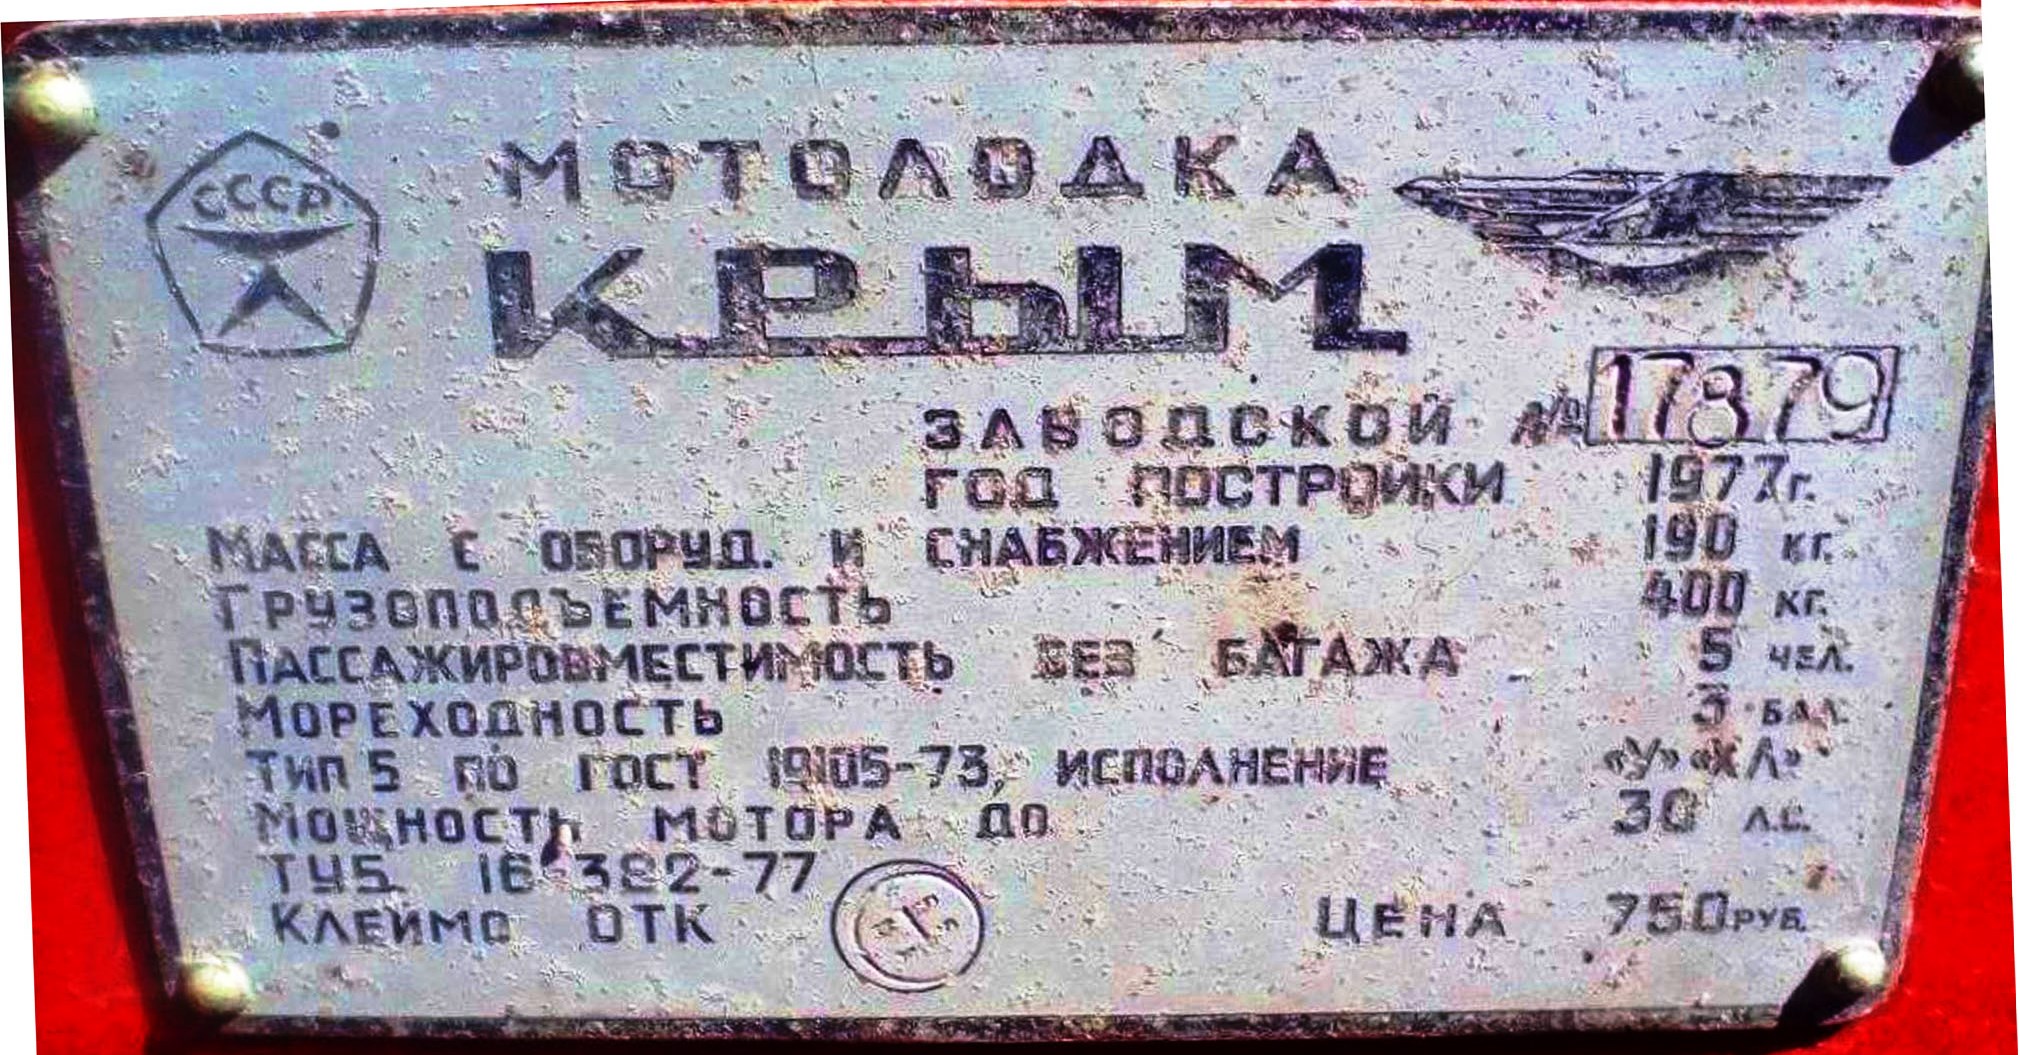 СССР
МОТОЛОДКА
КРЫМ
ЗАВОДСКОЙ № 17879
ГОД ПОСТРОЙКИ 1977г.
МАССА С ОБОРУД. И СНАБЖЕНИЕМ 190 кг.
ГРУЗОПОДЪЕМНОСТЬ 400 кг.
ПАССАЖИРОВМЕСТИМОСТЬ БЕЗ БАГАЖА 5 ЧЕЛ.
МОРЕХОДНОСТЬ 3 БАЛ.
ТИП 5 ПО ГОСТ 19105-73, ИСПОЛНЕНИЕ «У» «ХЛ»
МОЩНОСТЬ МОТОРА ДО 30 Л.С.
ТУ5 16-382-77
КЛЕЙМО ОТК ЦЕНА 750 РУБ.